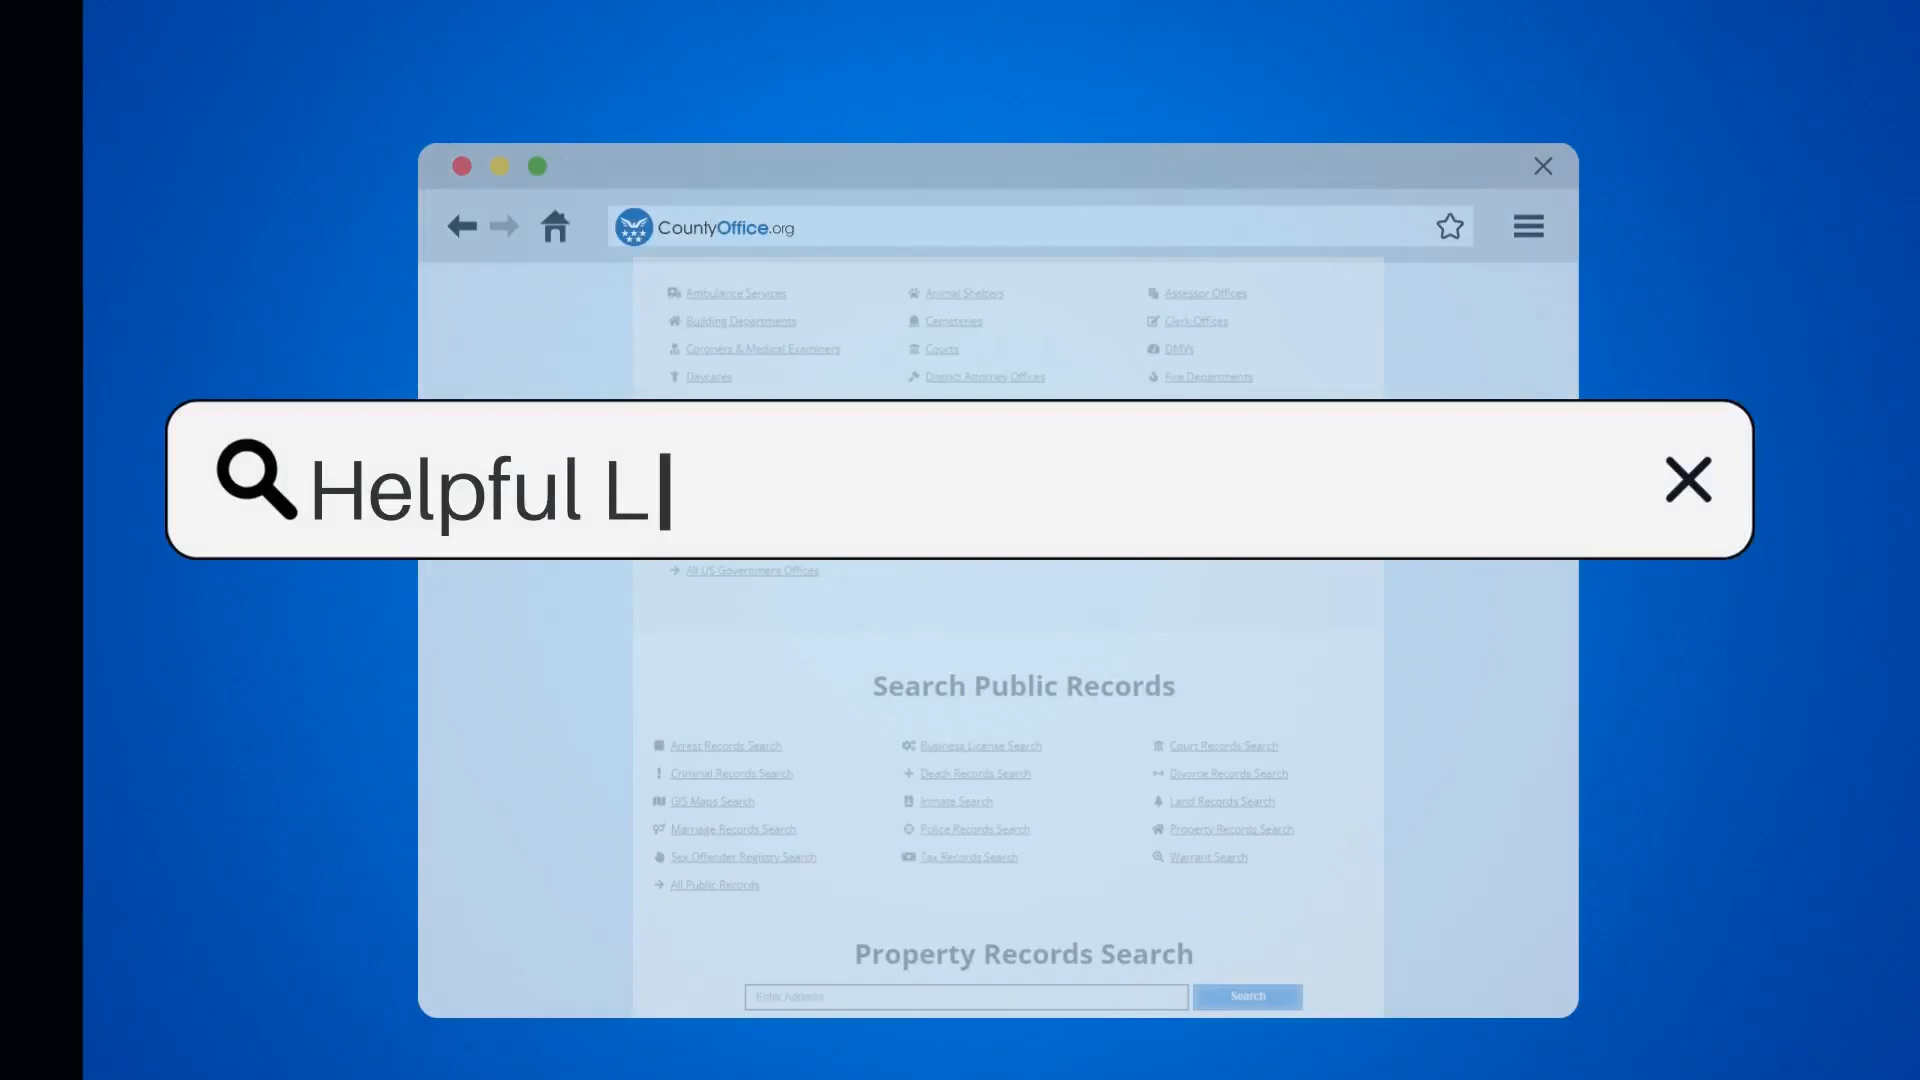 CountyOffice.org
Ambulance Services Animal Shelters Assessor Offices
Building Departments Cemeteries Clerk Offices
Coroners & Medical Examiners Courts DMVs
Daycares District Attorney Offices Fire Departments
Helpful L
All US Government Offices
Search Public Records
Arrest Records Search Business License Search Court Records Search
Criminal Records Search Death Records Search Divorce Records Search
GIS Maps Search Inmate Search Land Records Search
Marriage Records Search Police Records Search Property Records Search
Sex Offender Registry Search Tax Records Search Warrant Search
All Public Records
Property Records Search
Enter Address Search